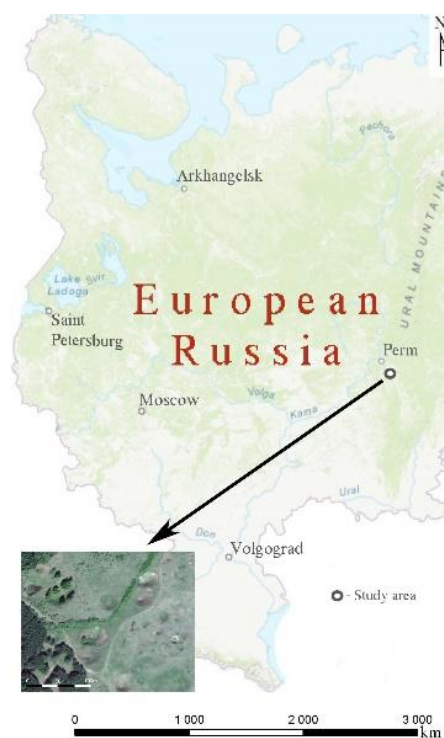 N
Pechora
Arkhangelsk
URAL MOUNTAINS
Lake Svir
Ladoga
European
Russia
Saint
Petersburg
Perm
Moscow
Volga
Kama
Ural
Don
Volgograd
- Study area
0 1 000 2 000 3 000
km